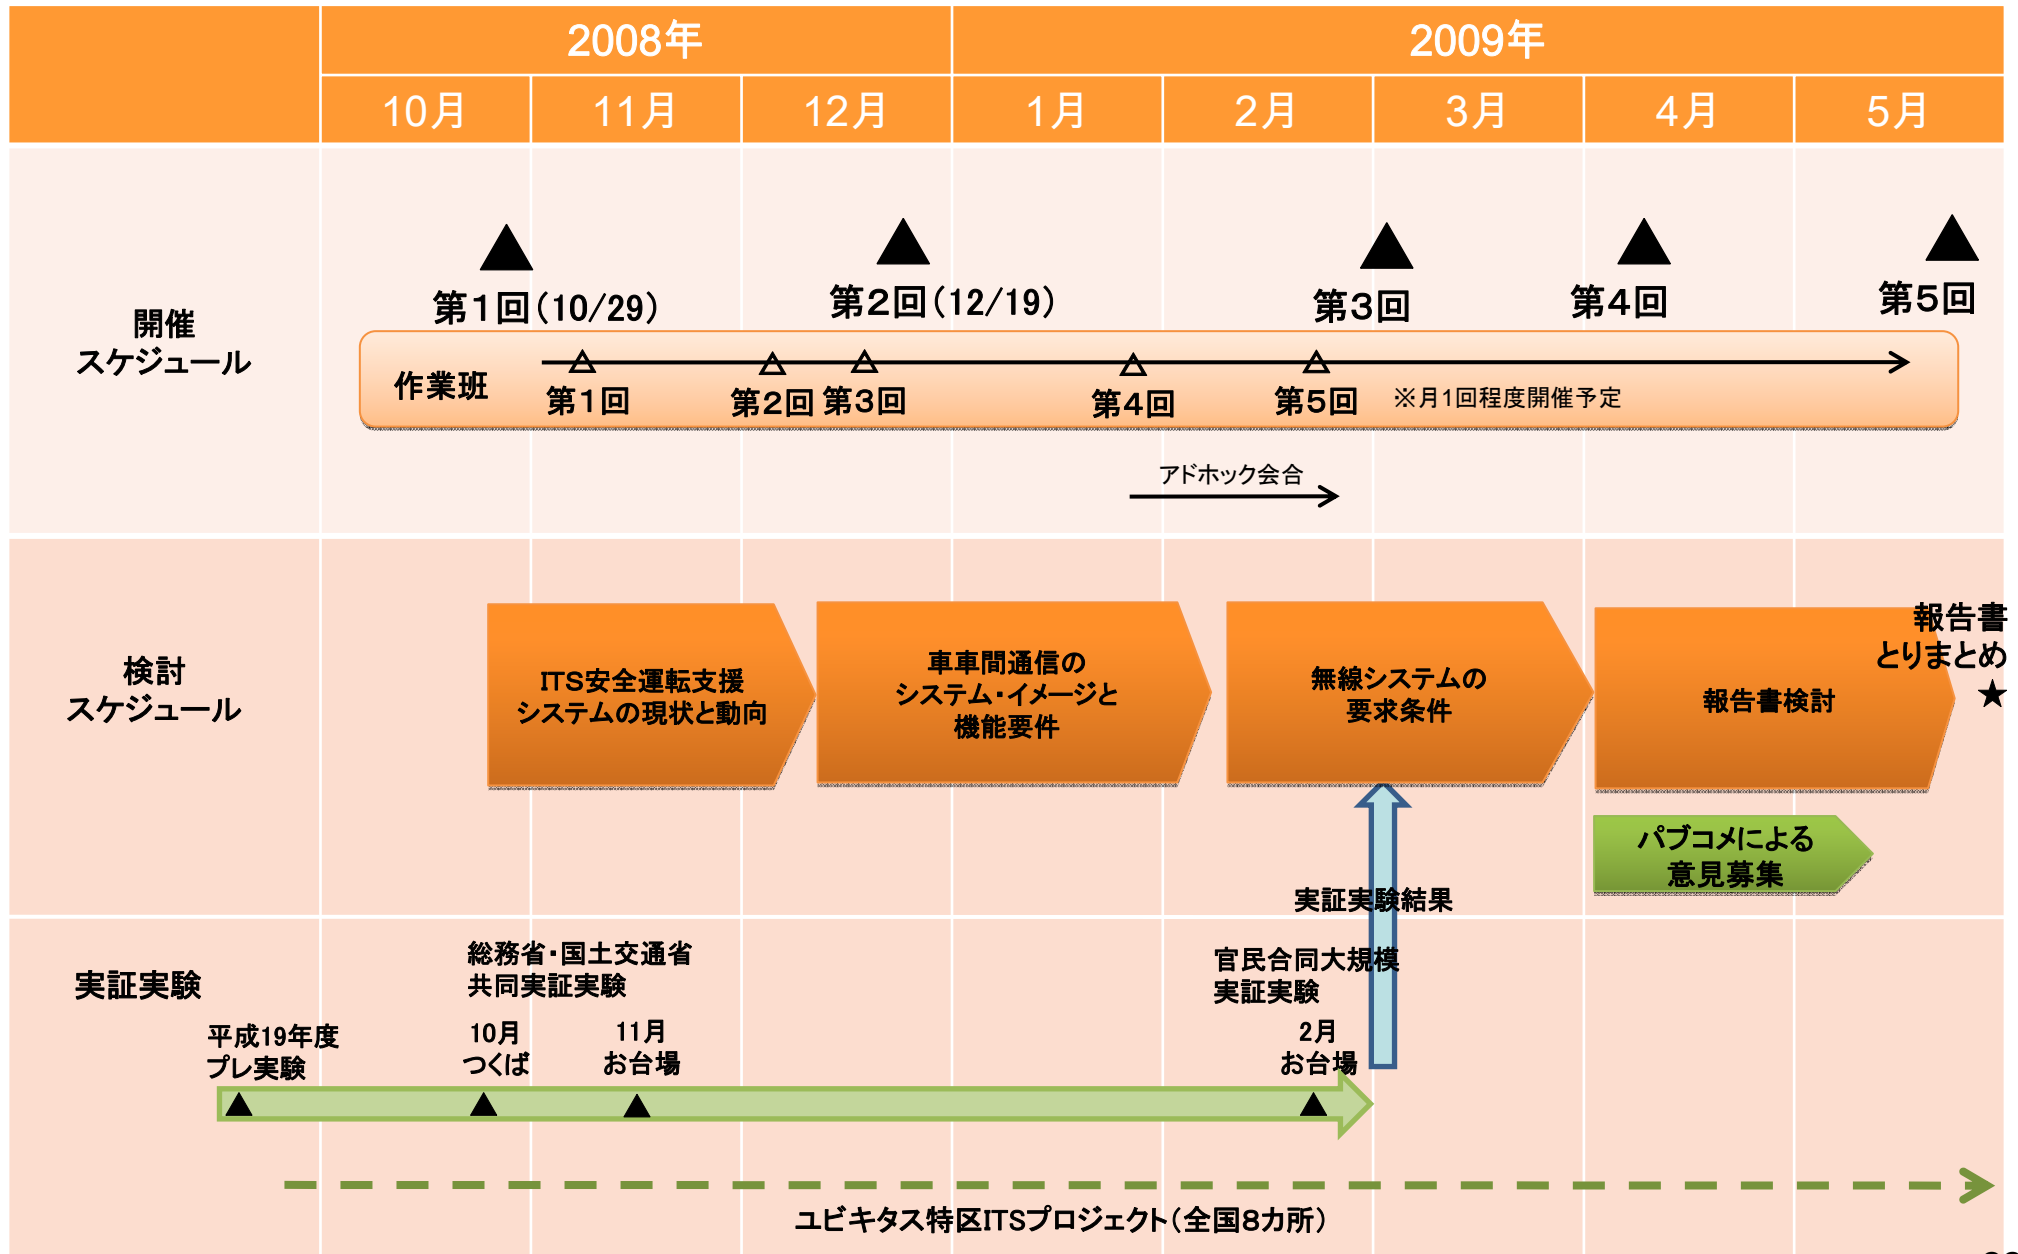 2008年
2009年
10月
11月
12月
1月
2月
3月
4月
5月
開催
スケジュール
第1回(10/29)
第2回(12/19)
第3回
第4回
第5回
作業班
第1回
第2回
第3回
第4回
第5回
※月1回程度開催予定
アドホック会合
検討
スケジュール
ITS安全運転支援
システムの現状と動向
車車間通信の
システム・イメージと
機能要件
無線システムの
要求条件
報告書検討
報告書
とりまとめ
★
パブコメによる
意見募集
実証実験結果
実証実験
総務省・国土交通省
共同実証実験
官民合同大規模
実証実験
平成19年度
プレ実験
10月
つくば
11月
お台場
2月
お台場
ユビキタス特区ITSプロジェクト(全国8カ所)